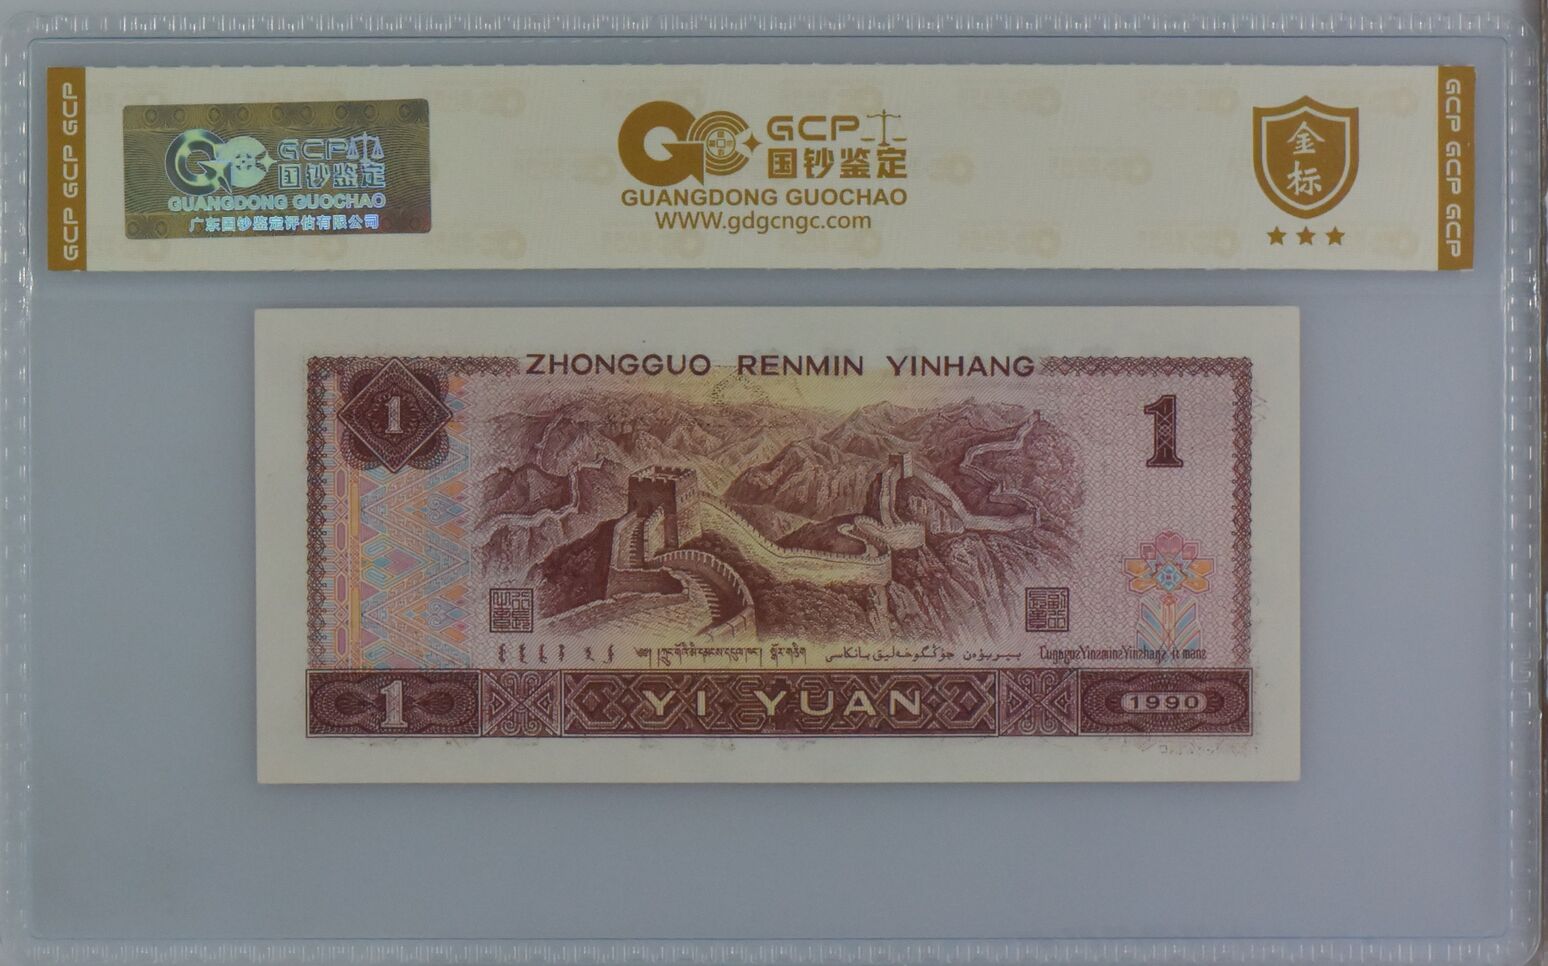 GCP GCP GCP
GCP
国钞鉴定
GUANGDONG GUOCHAO
广东国钞鉴定评估有限公司
GCP
国钞鉴定
GUANGDONG GUOCHAO
WWW.gdgcngc.com
金
标
GCP GCP GCP
ZHONGGUO RENMIN YINHANG
1
1
1
YI YUAN
1990